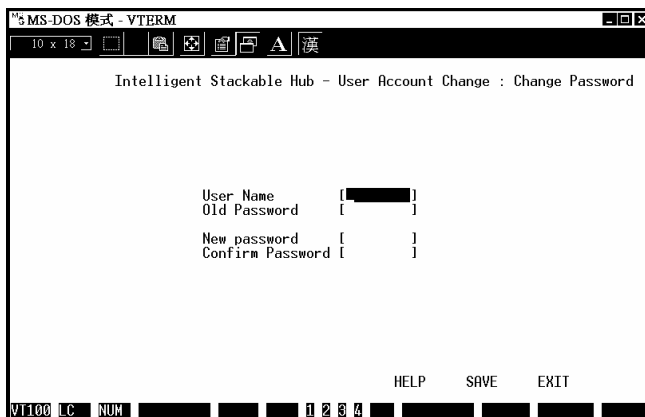 MS-DOS 模式 - VTERM
10 x 18 A 漢
Intelligent Stackable Hub - User Account Change : Change Password
User Name [ ]
Old Password [ ]
New password [ ]
Confirm Password [ ]
HELP SAVE EXIT
VT100 LC NUM 1 2 3 4